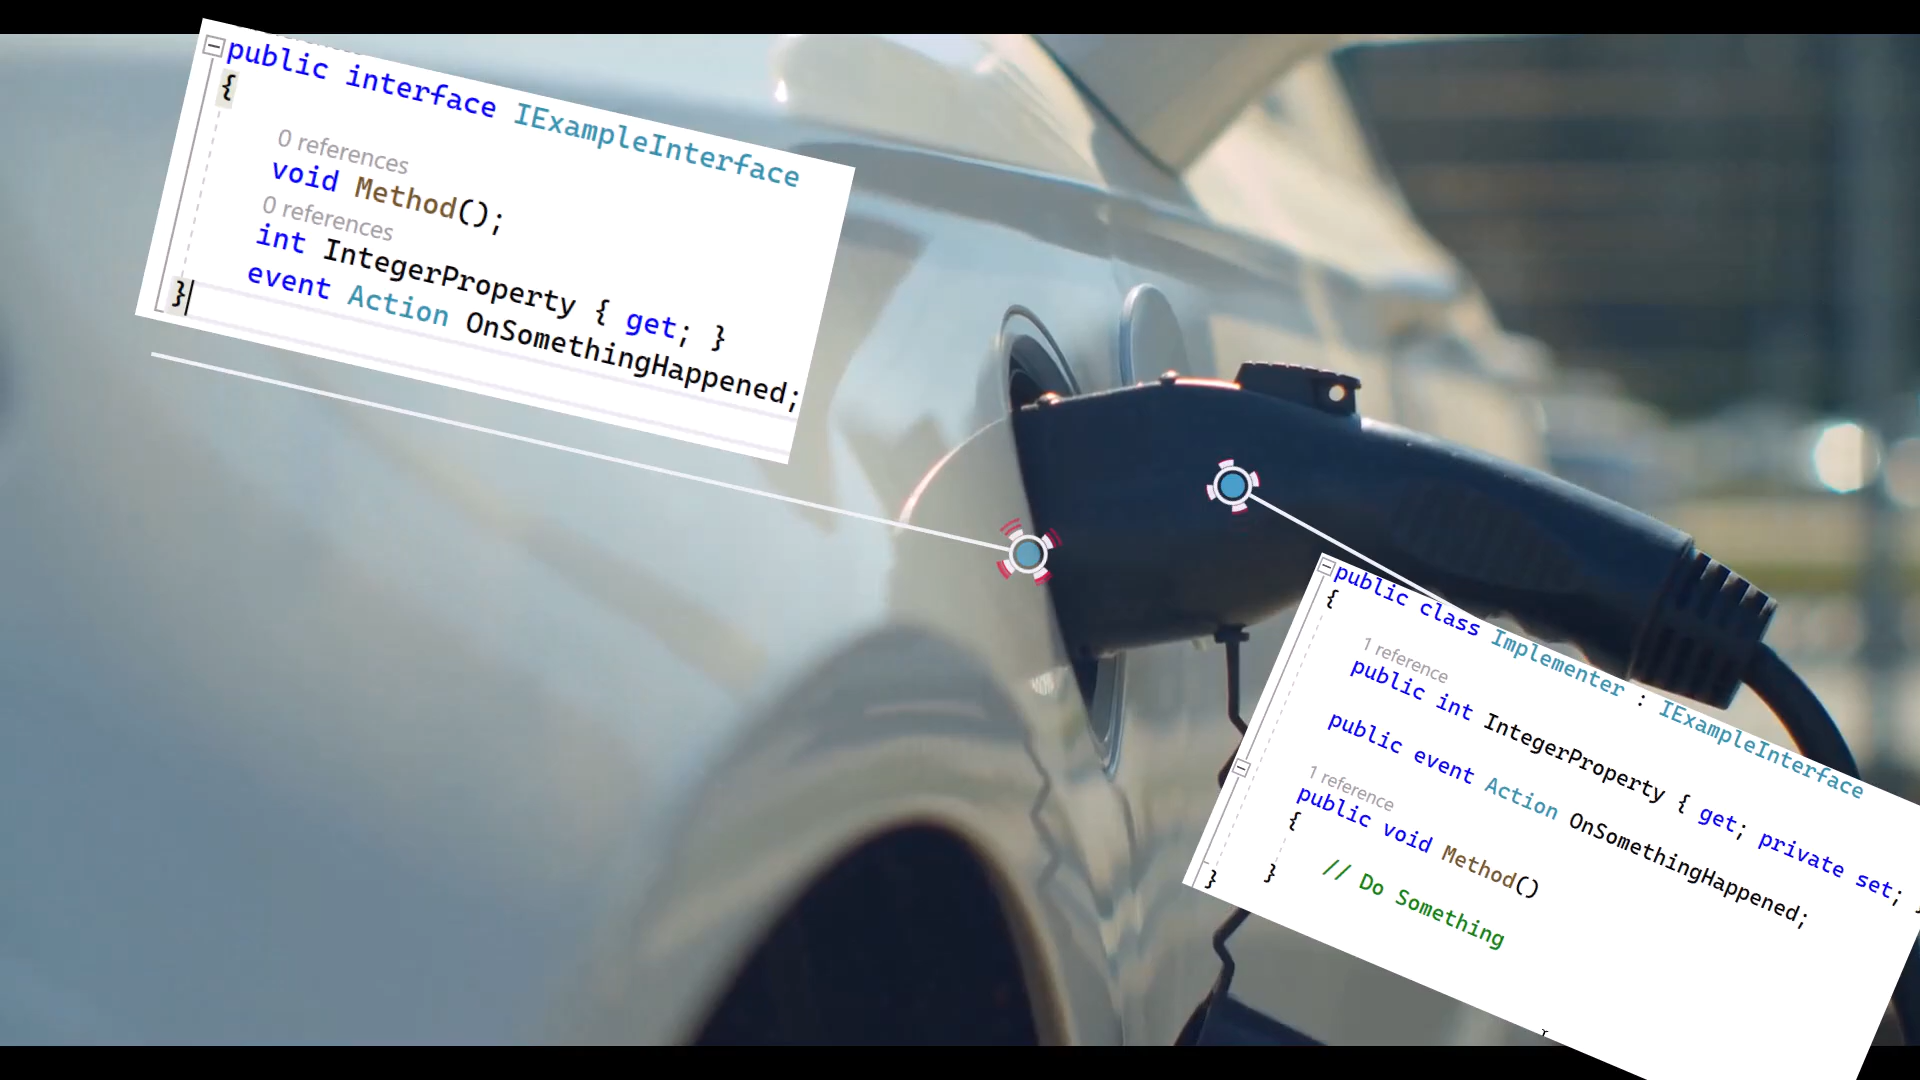 public interface IExampleInterface
{
0 references
void Method();
0 references
int IntegerProperty { get; }
event Action OnSomethingHappened;
}
public class Implementer : IExampleInterface
{
1 reference
public int IntegerProperty { get; private set; }
public event Action OnSomethingHappened;
1 reference
public void Method()
{
// Do Something
}
}